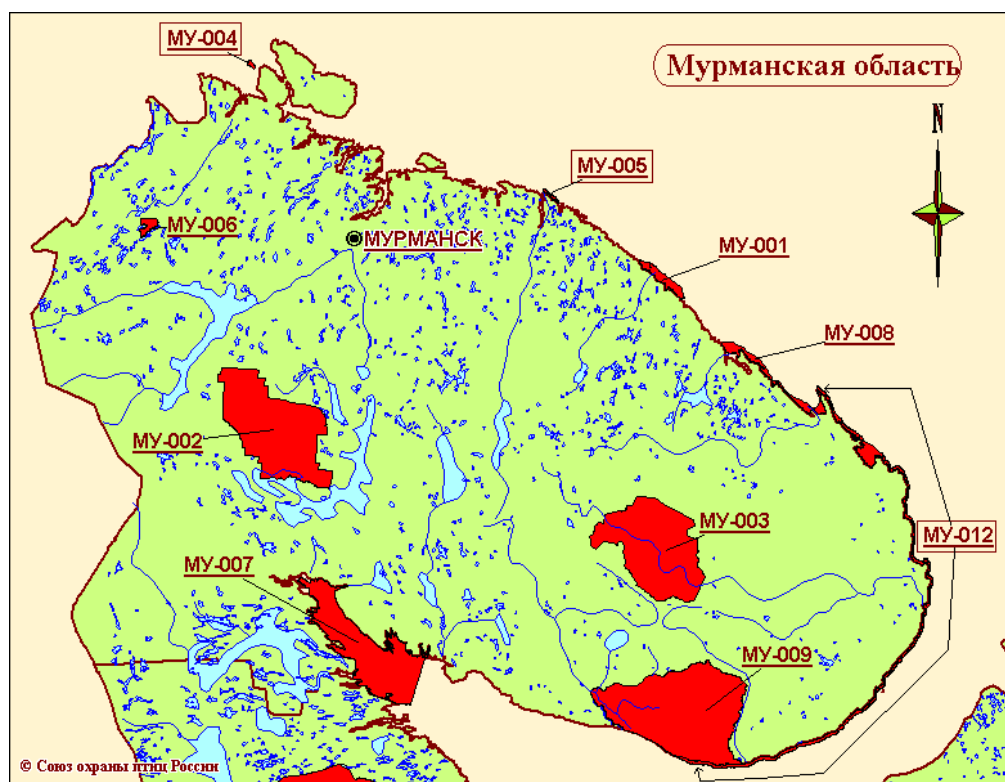 МУ-004
Мурманская область
N
МУ-005
МУ-006
МУРМАНСК
МУ-001
МУ-008
МУ-002
МУ-003
МУ-012
МУ-007
МУ-009
© Союз охраны птиц России